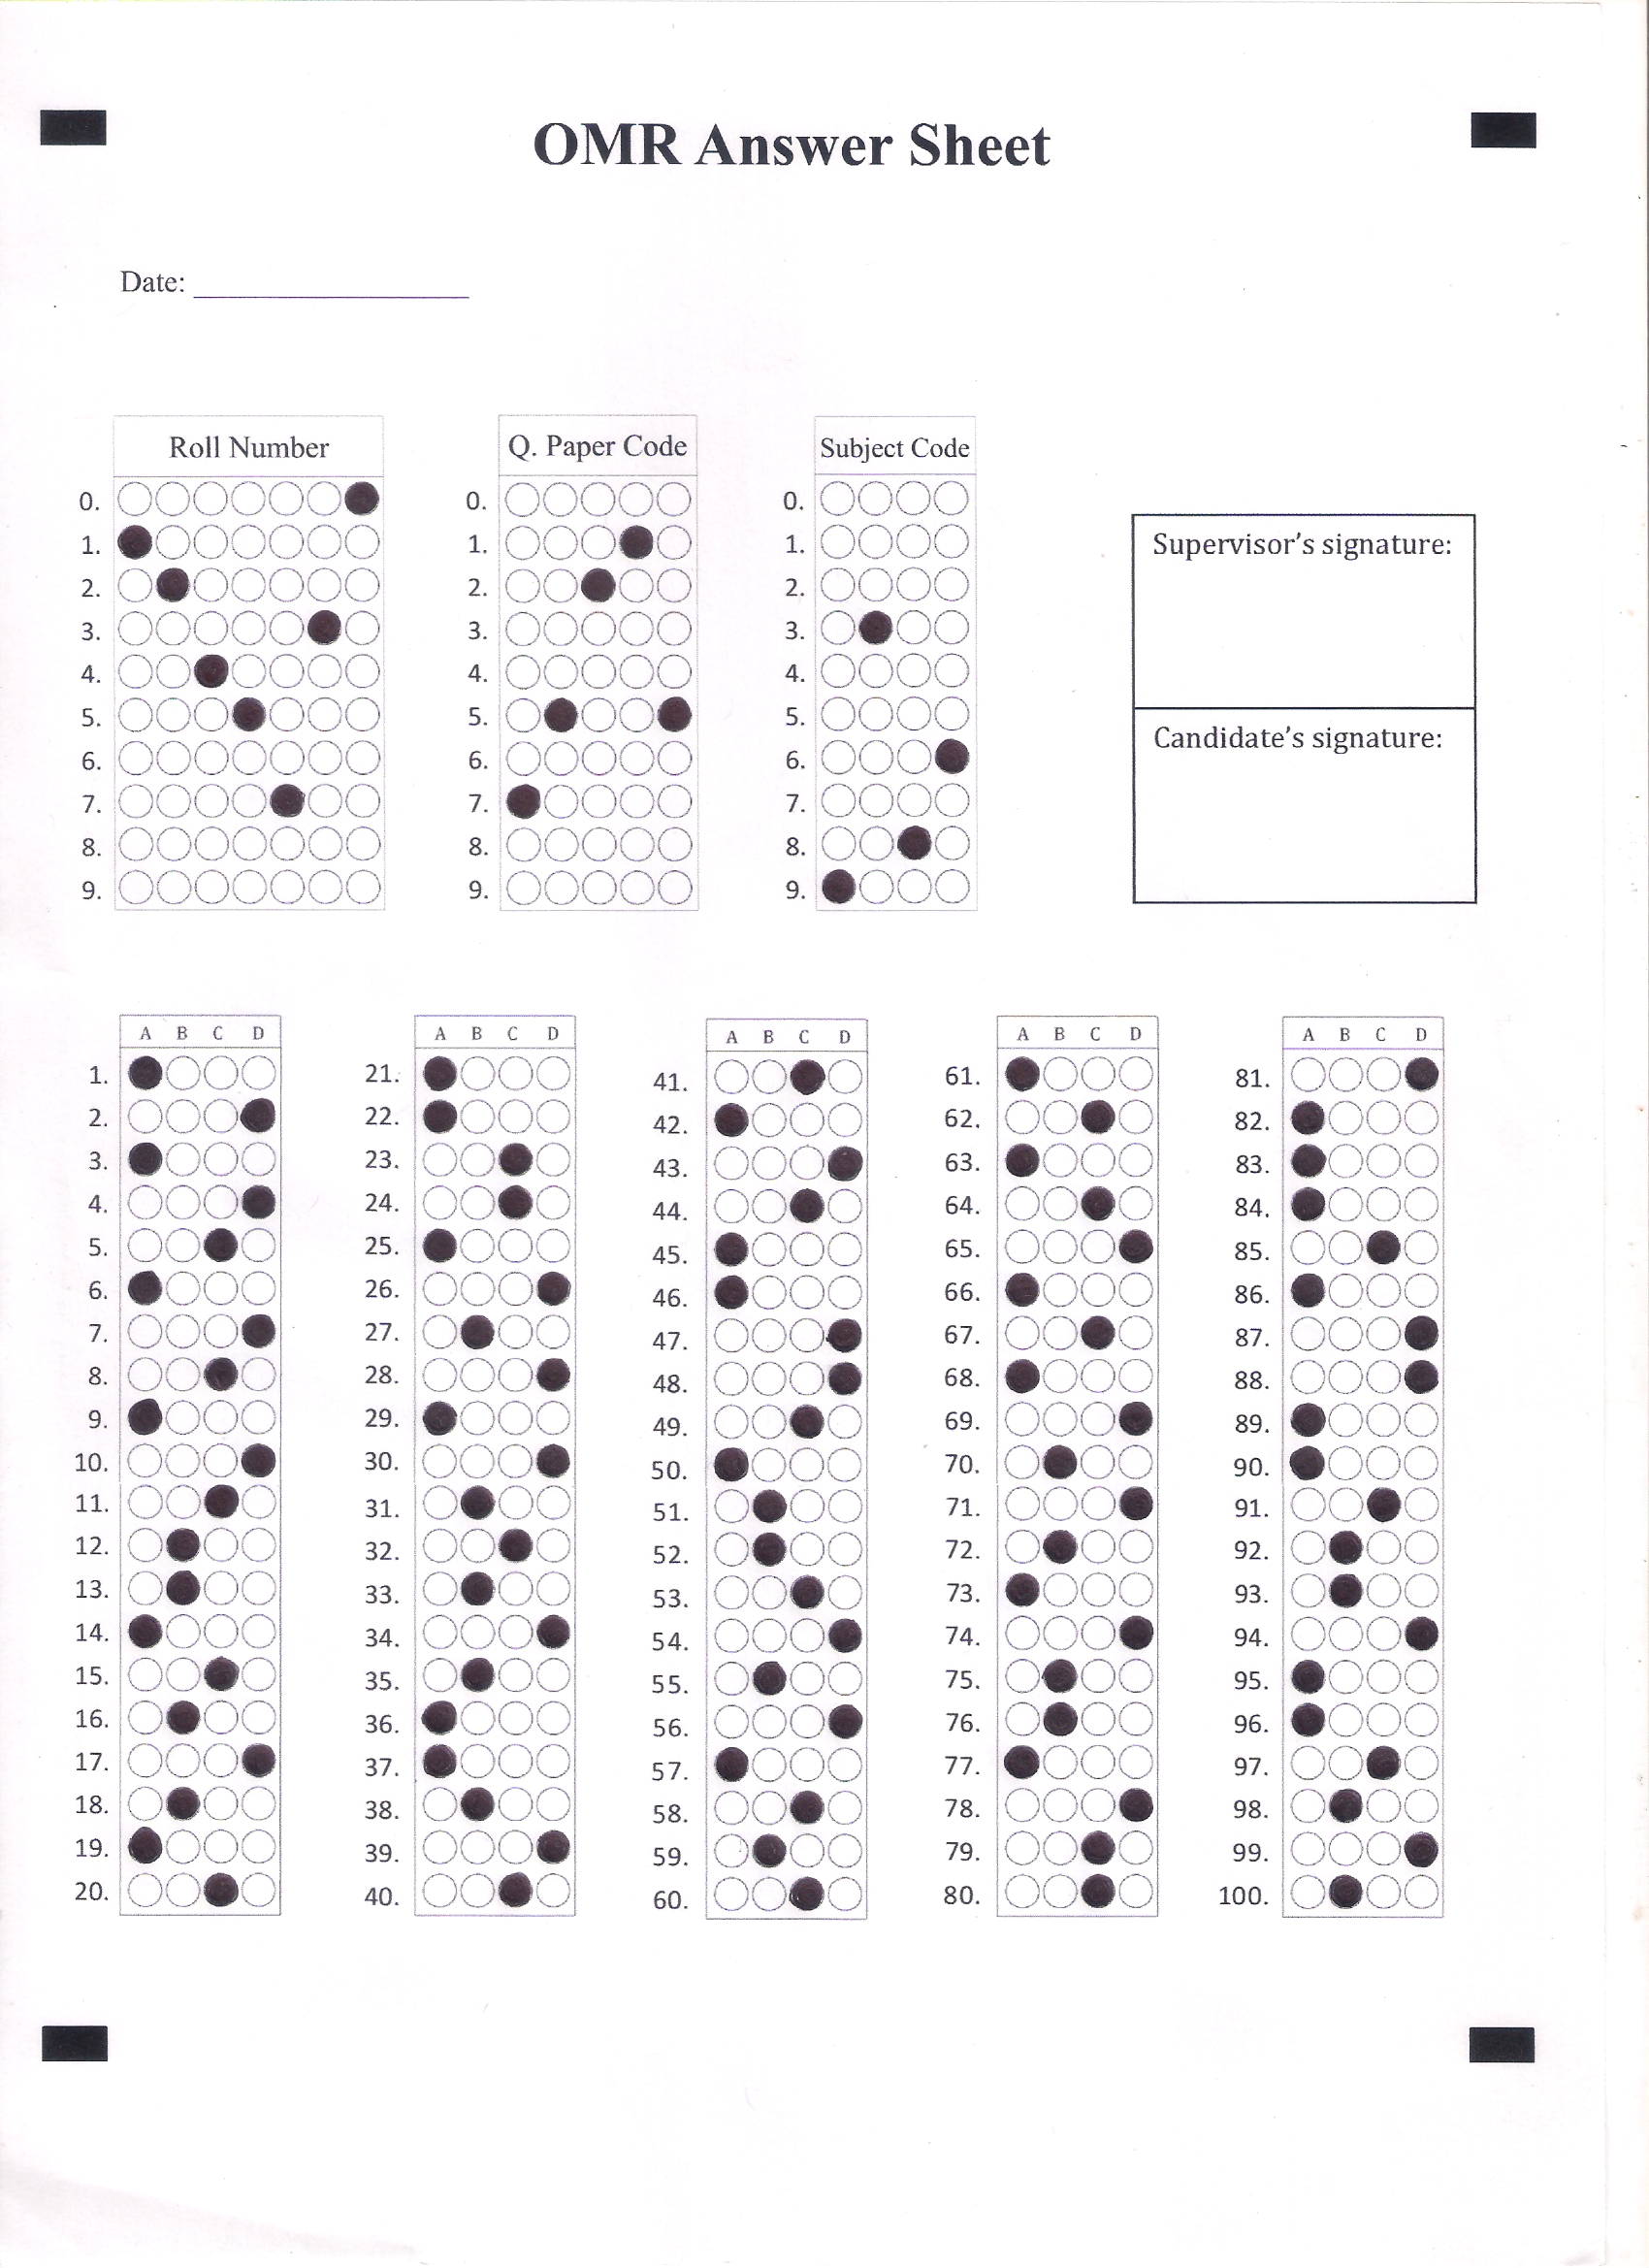 OMR Answer Sheet
Date:
Roll Number Q. Paper Code Subject Code
0. 0. 0.
1. 1. 1.
2. 2. 2.
3. 3. 3.
4. 4. 4.
5. 5. 5.
6. 6. 6.
7. 7. 7.
8. 8. 8.
9. 9. 9.
Supervisor’s signature:
Candidate’s signature:
A B C D A B C D A B C D A B C D A B C D
1. 21. 41. 61. 81.
2. 22. 42. 62. 82.
3. 23. 43. 63. 83.
4. 24. 44. 64. 84.
5. 25. 45. 65. 85.
6. 26. 46. 66. 86.
7. 27. 47. 67. 87.
8. 28. 48. 68. 88.
9. 29. 49. 69. 89.
10. 30. 50. 70. 90.
11. 31. 51. 71. 91.
12. 32. 52. 72. 92.
13. 33. 53. 73. 93.
14. 34. 54. 74. 94.
15. 35. 55. 75. 95.
16. 36. 56. 76. 96.
17. 37. 57. 77. 97.
18. 38. 58. 78. 98.
19. 39. 59. 79. 99.
20. 40. 60. 80. 100.